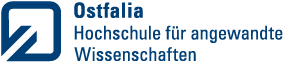 Ostfalia
Hochschule für angewandte
Wissenschaften